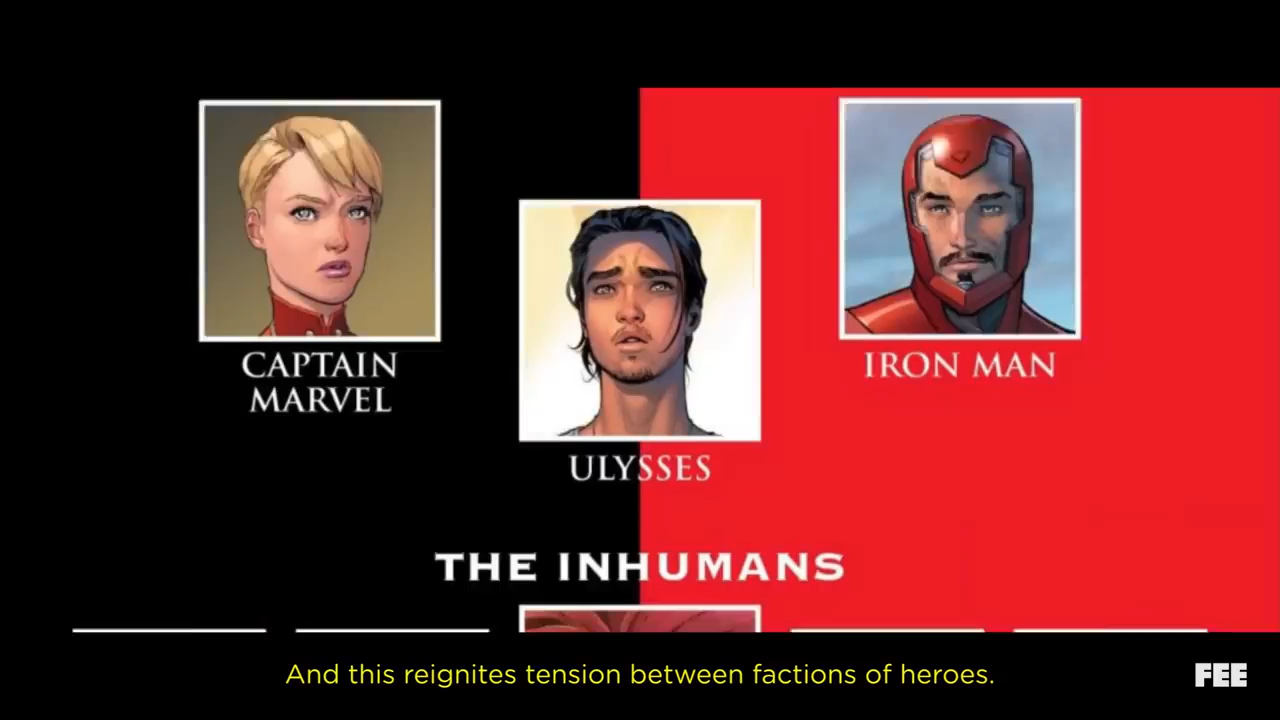 CAPTAIN
MARVEL
IRON MAN
ULYSSES
THE INHUMANS
And this reignites tension between factions of heroes.
FEE